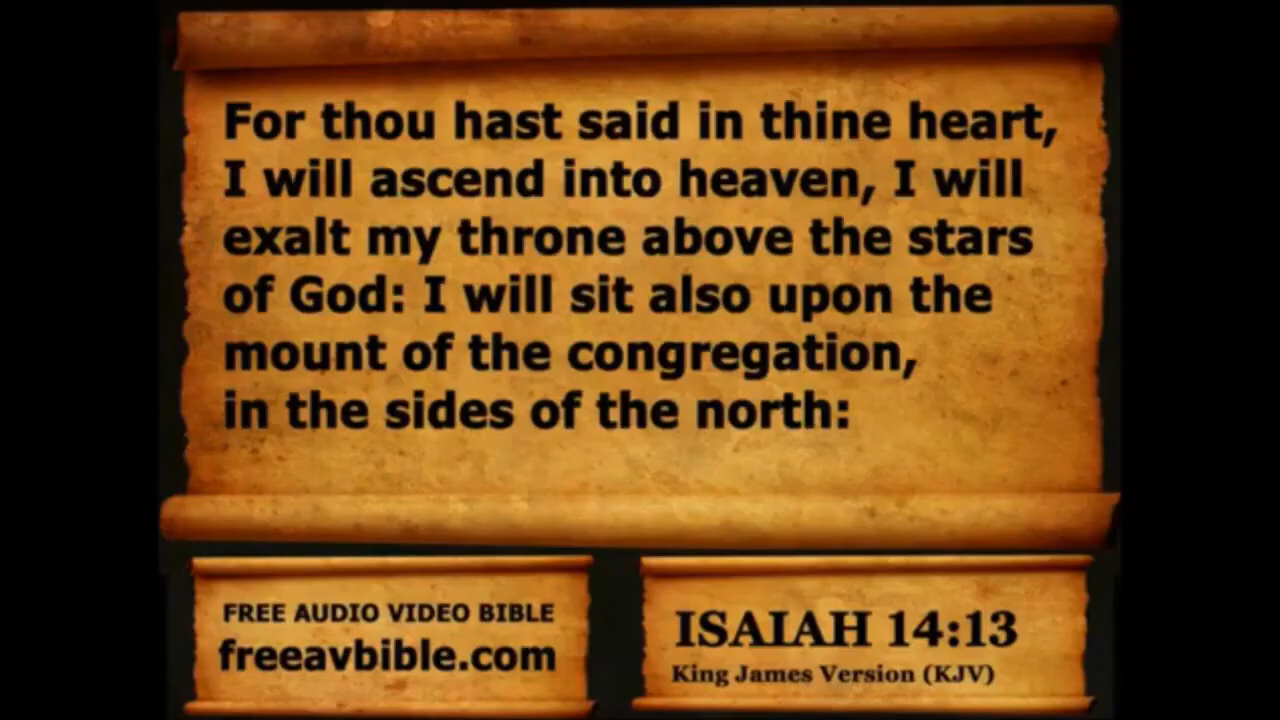 For thou hast said in thine heart,
I will ascend into heaven, I will
exalt my throne above the stars
of God: I will sit also upon the
mount of the congregation,
in the sides of the north:
FREE AUDIO VIDEO BIBLE
freeavbible.com
ISAIAH 14:13
King James Version (KJV)